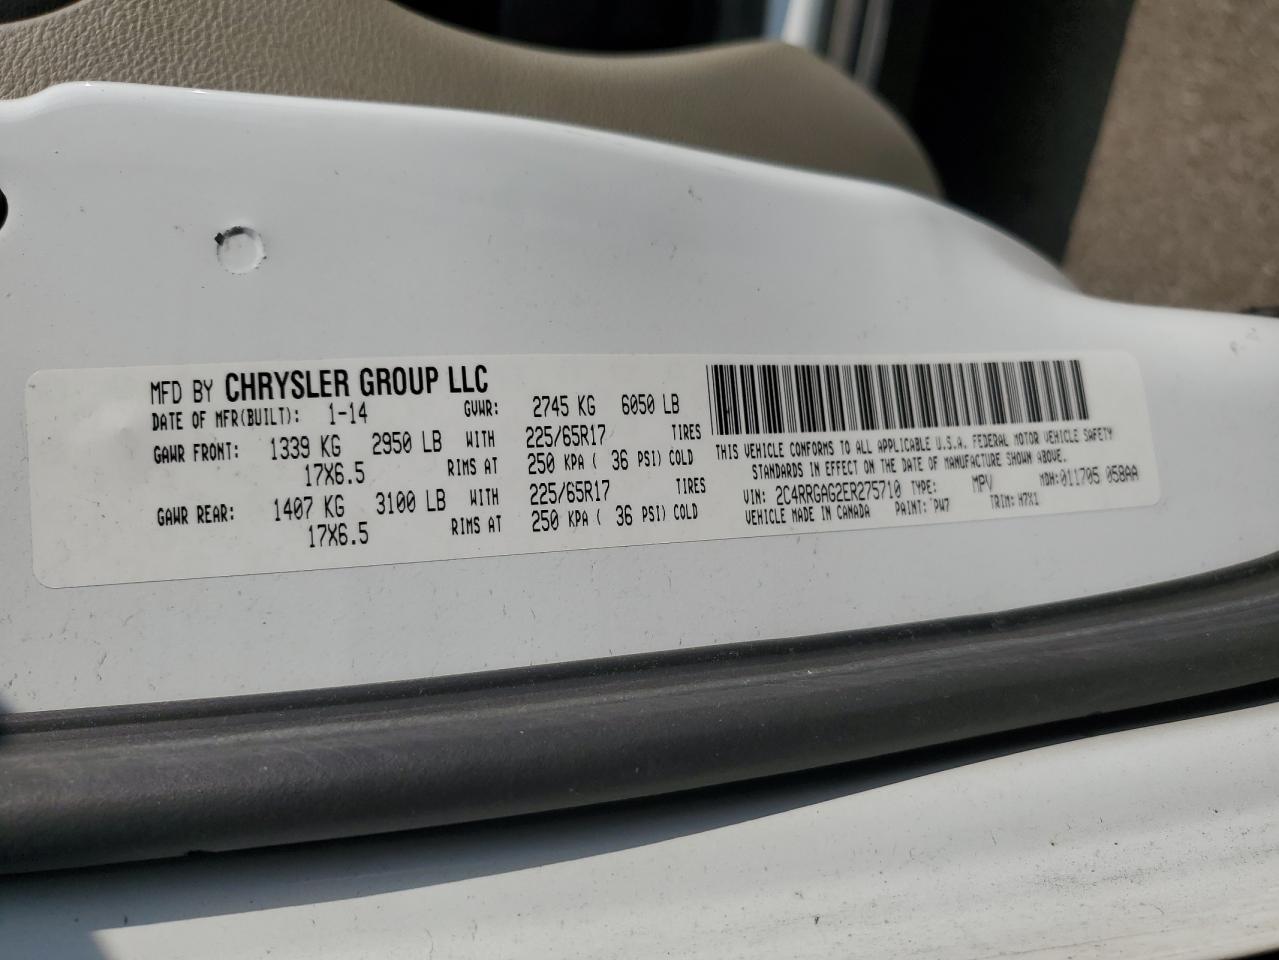 MFD BY CHRYSLER GROUP LLC
DATE OF MFR(BUILT): 1-14 GVWR: 2745 KG 6050 LB
GAWR FRONT: 1339 KG 2950 LB WITH 225/65R17 TIRES
17X6.5 RIMS AT 250 KPA ( 36 PSI) COLD
GAWR REAR: 1407 KG 3100 LB WITH 225/65R17 TIRES
17X6.5 RIMS AT 250 KPA ( 36 PSI) COLD
THIS VEHICLE CONFORMS TO ALL APPLICABLE U.S.A. FEDERAL MOTOR VEHICLE SAFETY
STANDARDS IN EFFECT ON THE DATE OF MANUFACTURE SHOWN ABOVE.
VIN: 2C4RRGAG2ER275710 TYPE: MPV MDH:011705 058AA
VEHICLE MADE IN CANADA PAINT: PW7 TRIM: H7X1